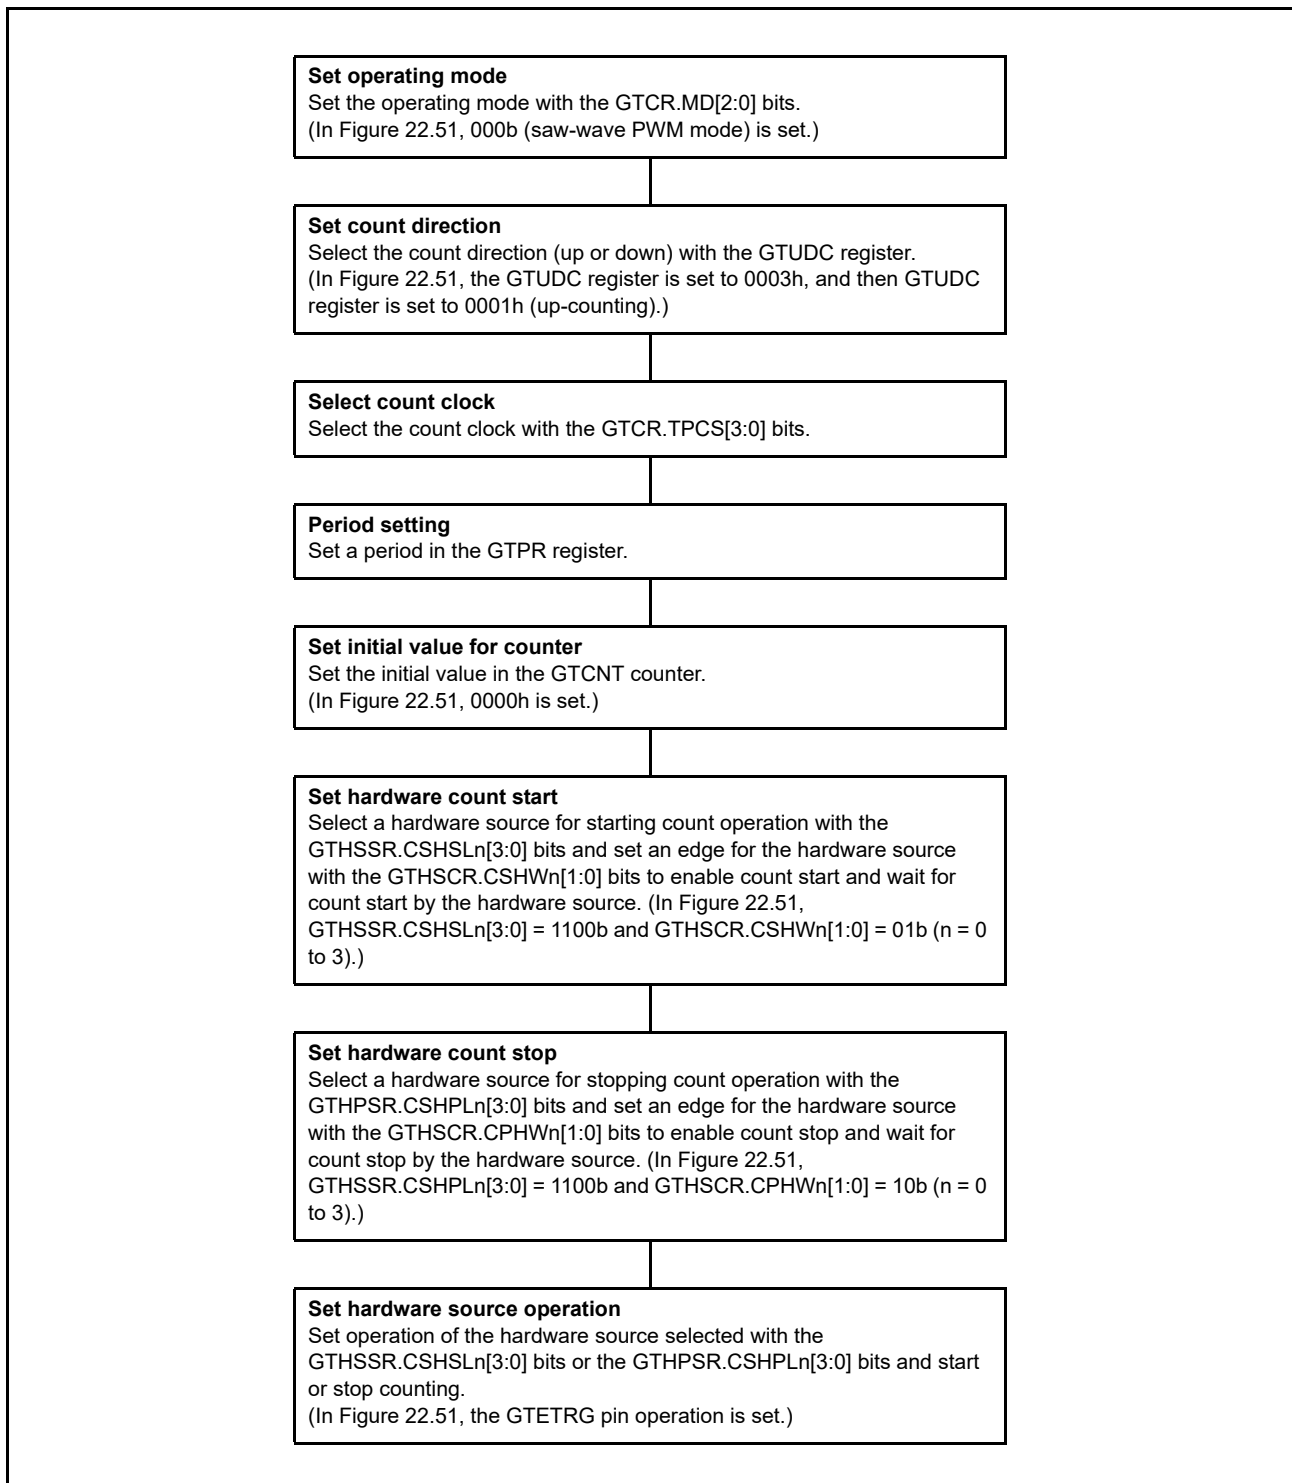 Set operating mode
Set the operating mode with the GTCR.MD[2:0] bits.
(In Figure 22.51, 000b (saw-wave PWM mode) is set.)
Set count direction
Select the count direction (up or down) with the GTUDC register.
(In Figure 22.51, the GTUDC register is set to 0003h, and then GTUDC
register is set to 0001h (up-counting).)
Select count clock
Select the count clock with the GTCR.TPCS[3:0] bits.
Period setting
Set a period in the GTPR register.
Set initial value for counter
Set the initial value in the GTCNT counter.
(In Figure 22.51, 0000h is set.)
Set hardware count start
Select a hardware source for starting count operation with the
GTHSSR.CSHSLn[3:0] bits and set an edge for the hardware source
with the GTHSCR.CSHWn[1:0] bits to enable count start and wait for
count start by the hardware source. (In Figure 22.51,
GTHSSR.CSHSLn[3:0] = 1100b and GTHSCR.CSHWn[1:0] = 01b (n = 0
to 3).)
Set hardware count stop
Select a hardware source for stopping count operation with the
GTHPSR.CSHPLn[3:0] bits and set an edge for the hardware source
with the GTHSCR.CPHWn[1:0] bits to enable count stop and wait for
count stop by the hardware source. (In Figure 22.51,
GTHSSR.CSHPLn[3:0] = 1100b and GTHSCR.CPHWn[1:0] = 10b (n = 0
to 3).)
Set hardware source operation
Set operation of the hardware source selected with the
GTHSSR.CSHSLn[3:0] bits or the GTHPSR.CSHPLn[3:0] bits and start
or stop counting.
(In Figure 22.51, the GTETRG pin operation is set.)